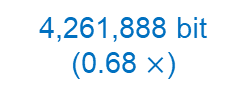 4,261,888 bit
(0.68 ×)